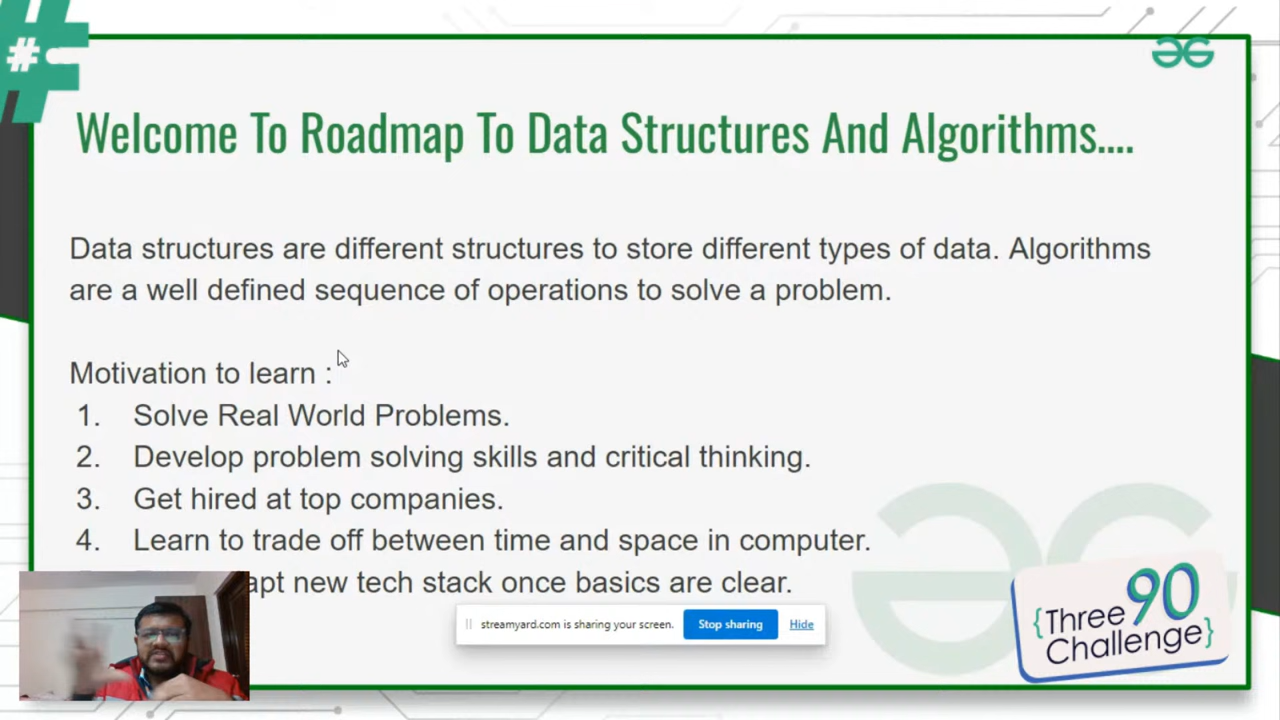 #
Welcome To Roadmap To Data Structures And Algorithms....
Data structures are different structures to store different types of data. Algorithms
are a well defined sequence of operations to solve a problem.
Motivation to learn :
1. Solve Real World Problems.
2. Develop problem solving skills and critical thinking.
3. Get hired at top companies.
4. Learn to trade off between time and space in computer.
new tech stack once basics are clear.
streamyard.com is sharing your screen. Stop sharing Hide
{Three 90
Challenge}